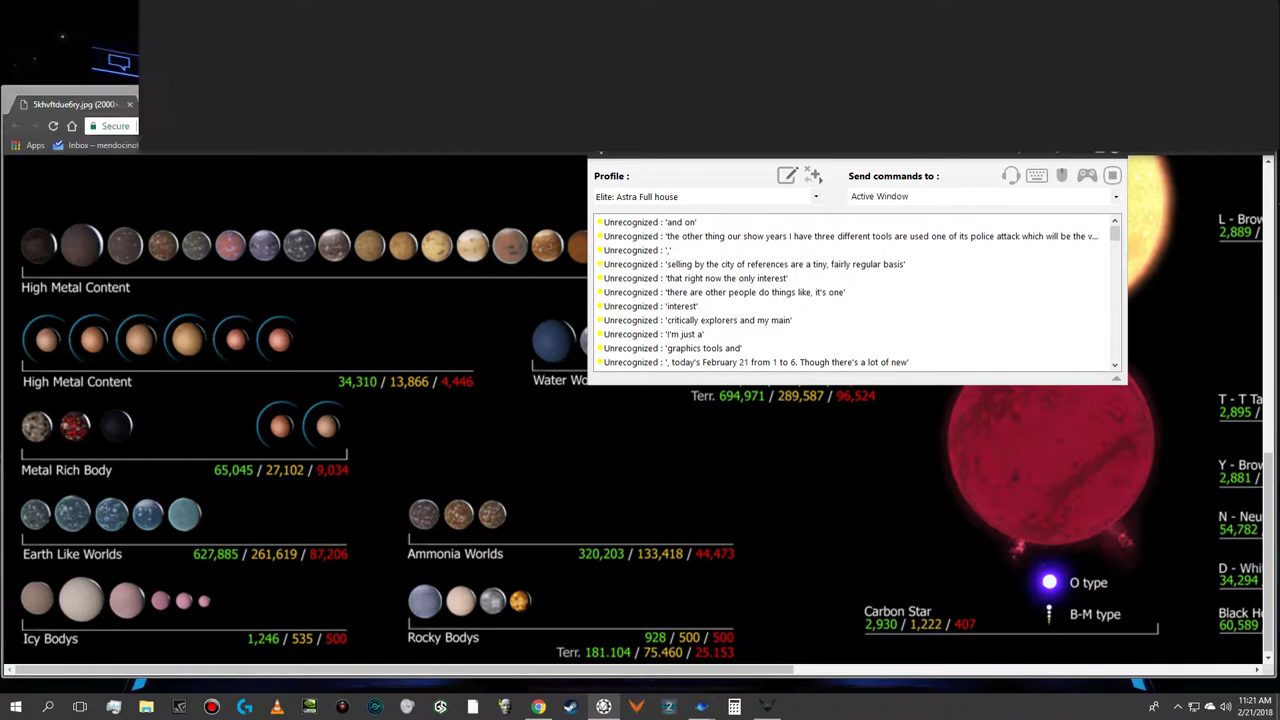 5khvftdue6ry.jpg (2000×
Secure
Apps
Inbox – mendocinol
Profile :
Send commands to :
Elite: Astra Full house
Active Window
Unrecognized : 'and on'
Unrecognized : 'the other thing our show years I have three different tools are used one of its police attack which will be the v...
Unrecognized : ','
Unrecognized : 'selling by the city of references are a tiny, fairly regular basis'
Unrecognized : 'that right now the only interest'
Unrecognized : 'there are other people do things like, it's one'
Unrecognized : 'interest'
Unrecognized : 'critically explorers and my main'
Unrecognized : 'I'm just a'
Unrecognized : 'graphics tools and'
Unrecognized : ', today's February 21 from 1 to 6. Though there's a lot of new'
High Metal Content
High Metal Content
34,310 / 13,866 / 4,446
Water Wo
Terr. 694,971 / 289,587 / 96,524
Metal Rich Body
65,045 / 27,102 / 9,034
Earth Like Worlds
627,885 / 261,619 / 87,206
Ammonia Worlds
320,203 / 133,418 / 44,473
Icy Bodys
1,246 / 535 / 500
Rocky Bodys
928 / 500 / 500
Terr. 181.104 / 75.460 / 25.153
Carbon Star
2,930 / 1,222 / 407
O type
B-M type
L - Brow
2,889 /
T - T Ta
2,895 /
Y - Brow
2,881 /
N - Neu
54,782
D - Whit
34,294
Black Ho
60,589
11:21 AM
2/21/2018